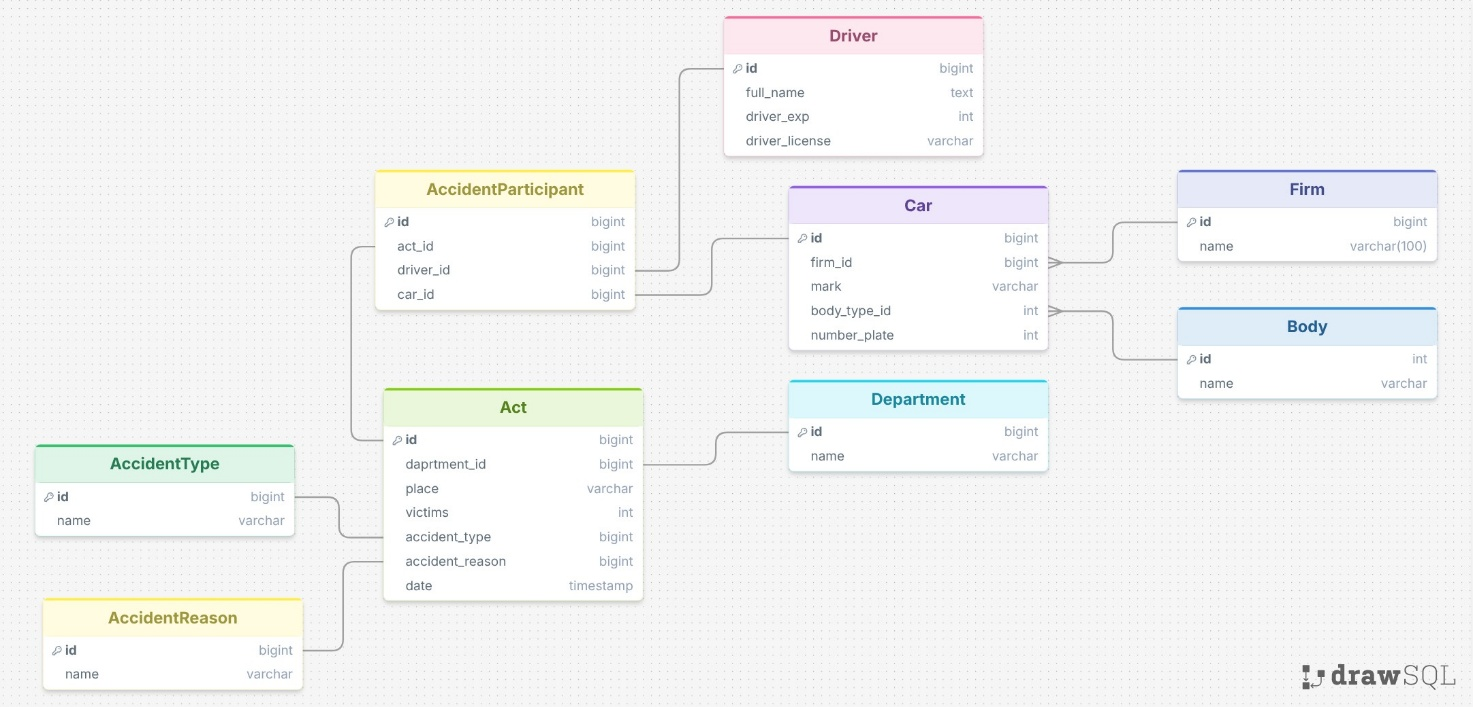 Driver
id bigint
full_name text
driver_exp int
driver_license varchar
AccidentParticipant
id bigint
act_id bigint
driver_id bigint
car_id bigint
Car
id bigint
firm_id bigint
mark varchar
body_type_id int
number_plate int
Firm
id bigint
name varchar(100)
Body
id int
name varchar
Act
id bigint
daprtment_id bigint
place varchar
victims int
accident_type bigint
accident_reason bigint
date timestamp
Department
id bigint
name varchar
AccidentType
id bigint
name varchar
AccidentReason
id bigint
name varchar
drawSQL